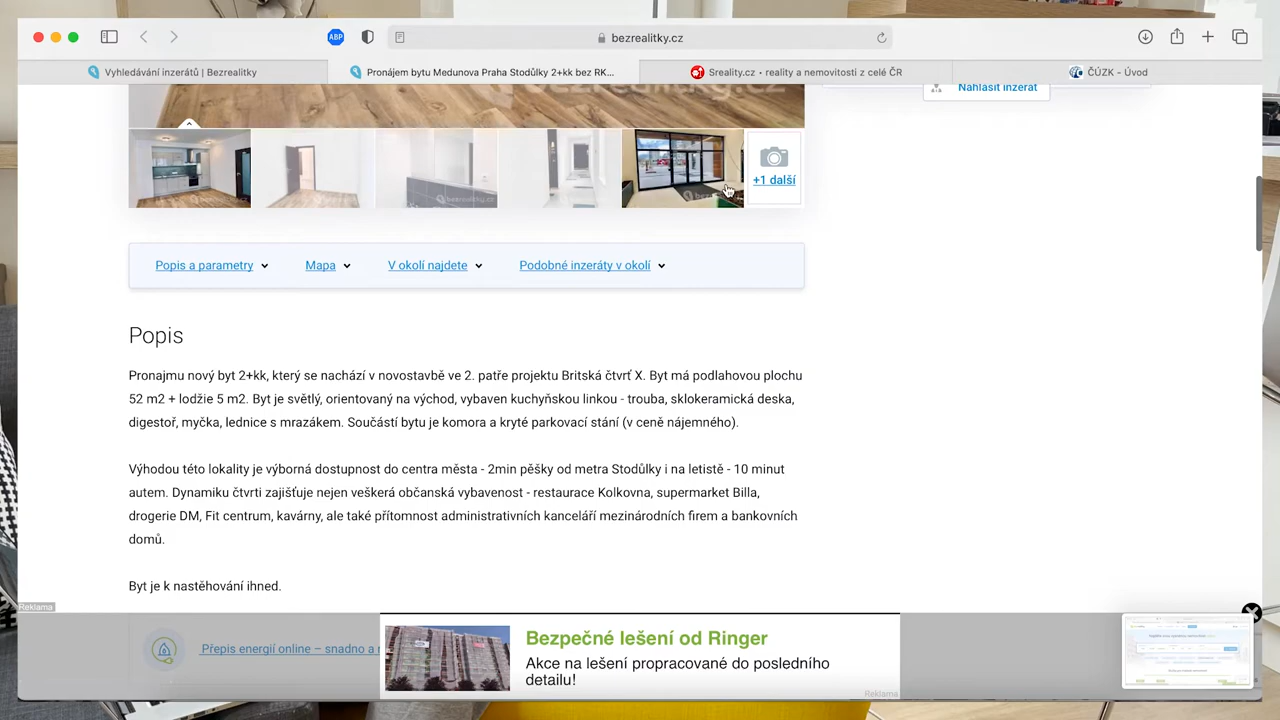 bezrealitky.cz
Vyhledávání inzerátů | Bezrealitky
Pronájem bytu Medunova Praha Stodůlky 2+kk bez RK...
Sreality.cz • reality a nemovitosti z celé ČR
ČÚZK - Úvod
Nahlásit inzerát
+1 další
Popis a parametry
Mapa
V okolí najdete
Podobné inzeráty v okolí
Popis
Pronajmu nový byt 2+kk, který se nachází v novostavbě ve 2. patře projektu Britská čtvrť X. Byt má podlahovou plochu
52 m2 + lodžie 5 m2. Byt je světlý, orientovaný na východ, vybaven kuchyňskou linkou - trouba, sklokeramická deska,
digestoř, myčka, lednice s mrazákem. Součástí bytu je komora a kryté parkovací stání (v ceně nájemného).
Výhodou této lokality je výborná dostupnost do centra města - 2min pěšky od metra Stodůlky i na letistě - 10 minut
autem. Dynamiku čtvrti zajišťuje nejen veškerá občanská vybavenost - restaurace Kolkovna, supermarket Billa,
drogerie DM, Fit centrum, kavárny, ale také přítomnost administrativních kanceláří mezinárodních firem a bankovních
domů.
Byt je k nastěhování ihned.
Reklama
Přepis energií online – snadno a
Bezpečné lešení od Ringer
Akce na lešení propracované do posledního
detailu!
Reklama
ABP